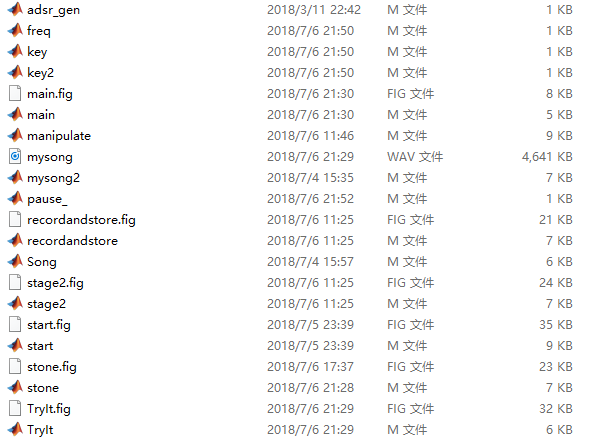 adsr_gen 2018/3/11 22:42 M 文件 1 KB
freq 2018/7/6 21:50 M 文件 1 KB
key 2018/7/6 21:50 M 文件 1 KB
key2 2018/7/6 21:50 M 文件 1 KB
main.fig 2018/7/6 21:30 FIG 文件 8 KB
main 2018/7/6 21:30 M 文件 5 KB
manipulate 2018/7/6 11:46 M 文件 9 KB
mysong 2018/7/6 21:29 WAV 文件 4,641 KB
mysong2 2018/7/4 15:35 M 文件 7 KB
pause_ 2018/7/6 21:52 M 文件 1 KB
recordandstore.fig 2018/7/6 11:25 FIG 文件 21 KB
recordandstore 2018/7/6 11:25 M 文件 7 KB
Song 2018/7/4 15:57 M 文件 6 KB
stage2.fig 2018/7/6 11:25 FIG 文件 24 KB
stage2 2018/7/6 11:25 M 文件 7 KB
start.fig 2018/7/5 23:39 FIG 文件 35 KB
start 2018/7/5 23:39 M 文件 9 KB
stone.fig 2018/7/6 17:37 FIG 文件 23 KB
stone 2018/7/6 21:28 M 文件 7 KB
TryIt.fig 2018/7/6 21:29 FIG 文件 32 KB
TryIt 2018/7/6 21:29 M 文件 6 KB